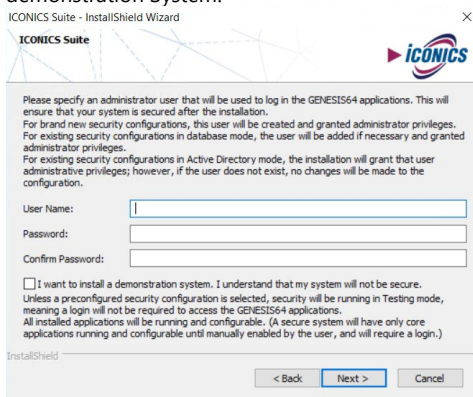 demonstration system.
ICONICS Suite - InstallShield Wizard
ICONICS Suite
ICONICS
Please specify an administrator user that will be used to log in the GENESIS64 applications. This will
ensure that your system is secured after the installation.
For brand new security configurations, this user will be created and granted administrator privileges.
For existing security configurations in database mode, the user will be added if necessary and granted
administrator privileges.
For existing security configurations in Active Directory mode, the installation will grant that user
administrative privileges; however, if the user does not exist, no changes will be made to the
configuration.
User Name:
Password:
Confirm Password:
I want to install a demonstration system. I understand that my system will not be secure.
Unless a preconfigured security configuration is selected, security will be running in Testing mode,
meaning a login will not be required to access the GENESIS64 applications.
All installed applications will be running and configurable. (A secure system will have only core
applications running and configurable until manually enabled by the user, and will require a login.)
InstallShield
< Back Next > Cancel